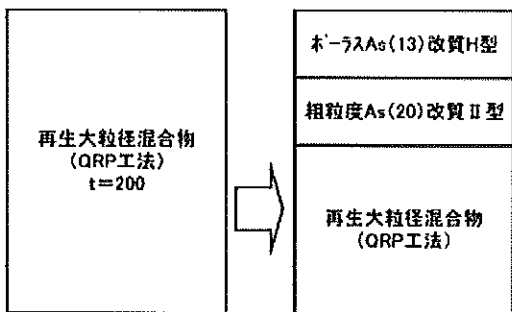 再生大粒径混合物
(QRP工法)
t=200
ﾎﾟｰﾗｽAs(13)改質H型
粗粒度As(20)改質Ⅱ型
再生大粒径混合物
(QRP工法)